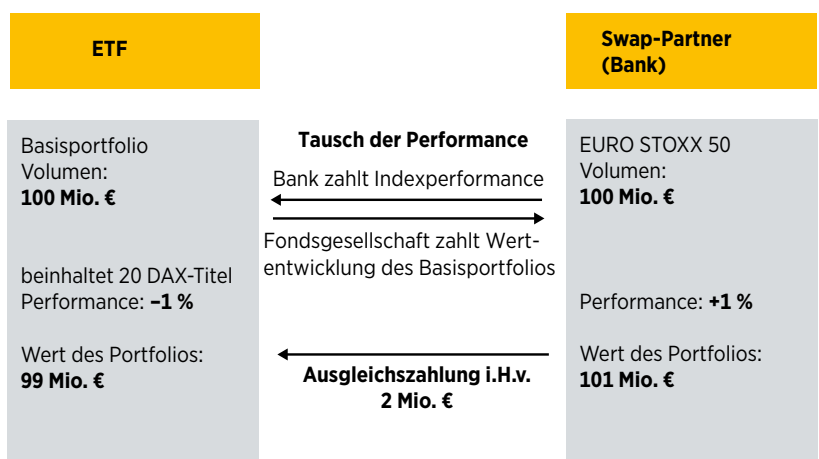 ETF
Swap-Partner
(Bank)
Basisportfolio
Volumen:
100 Mio. €
beinhaltet 20 DAX-Titel
Performance: –1 %
Wert des Portfolios:
99 Mio. €
Tausch der Performance
Bank zahlt Indexperformance
Fondsgesellschaft zahlt Wert-
entwicklung des Basisportfolios
Ausgleichszahlung i.H.v.
2 Mio. €
EURO STOXX 50
Volumen:
100 Mio. €
Performance: +1 %
Wert des Portfolios:
101 Mio. €